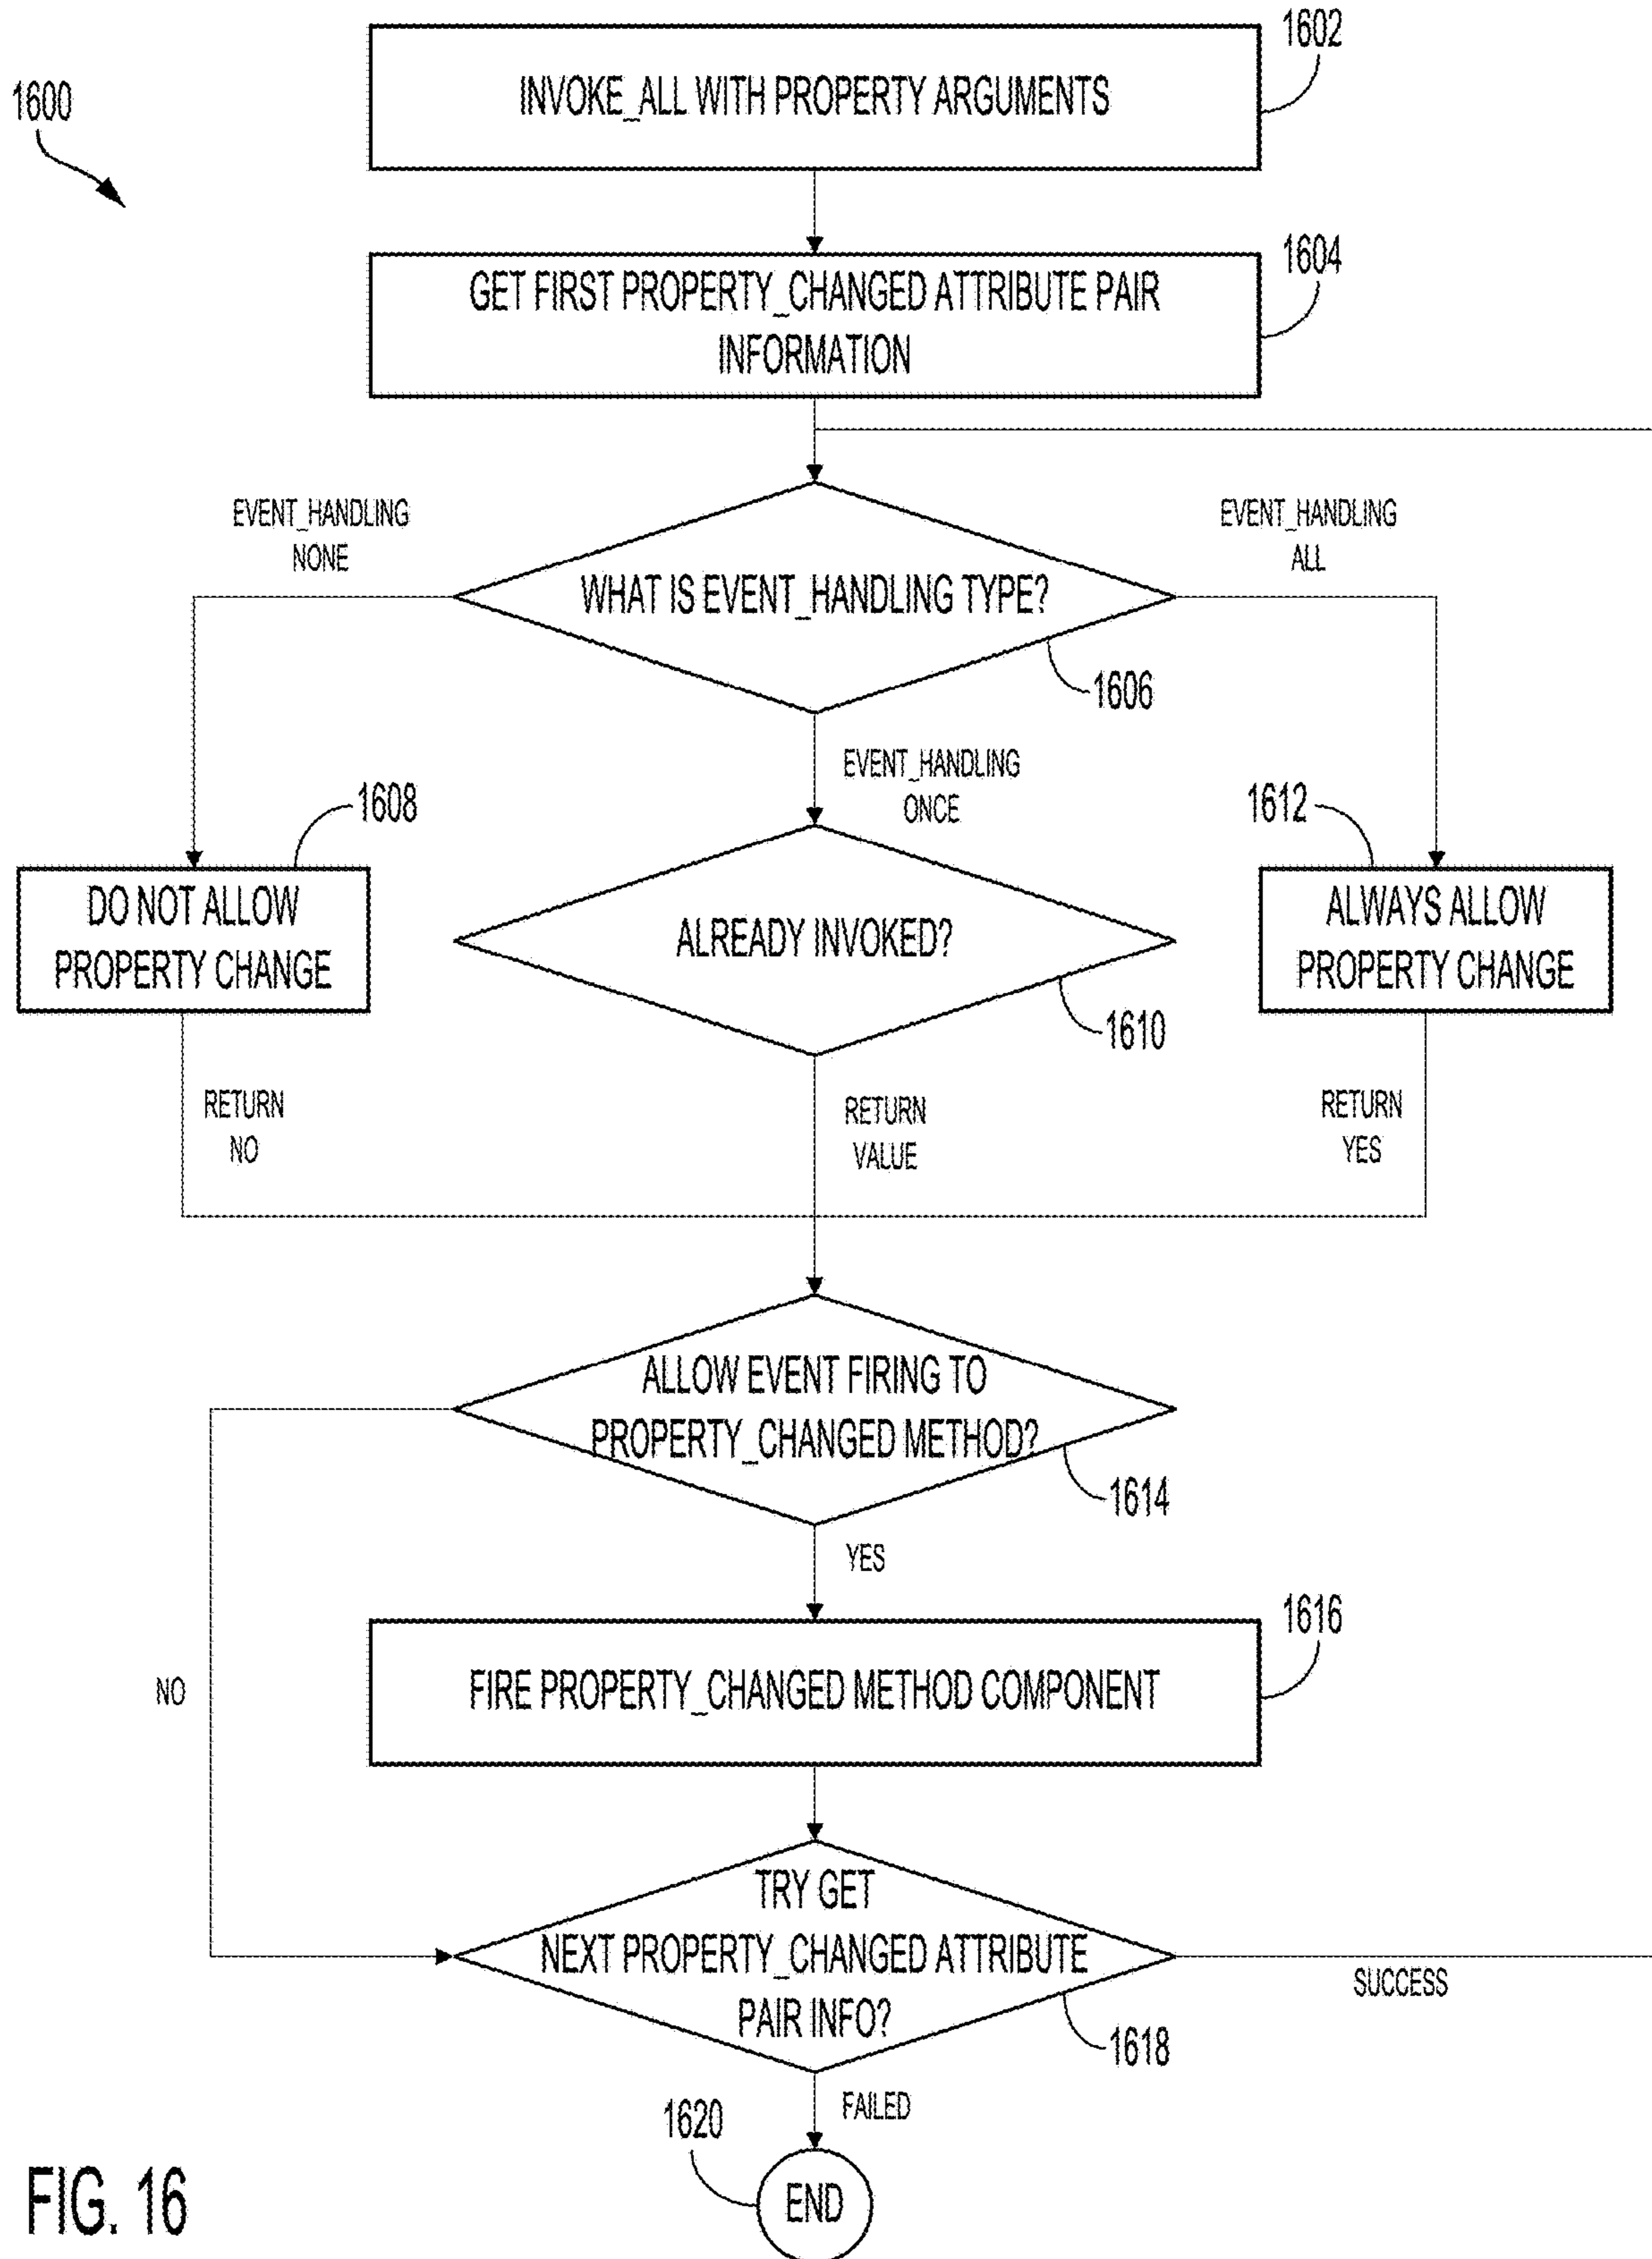 1602
INVOKE_ALL WITH PROPERTY ARGUMENTS
1600
1604
GET FIRST PROPERTY_CHANGED ATTRIBUTE PAIR
INFORMATION
EVENT_HANDLING
NONE
EVENT_HANDLING
ALL
WHAT IS EVENT_HANDLING TYPE?
1606
EVENT_HANDLING
ONCE
1608
1612
DO NOT ALLOW
PROPERTY CHANGE
ALREADY INVOKED?
ALWAYS ALLOW
PROPERTY CHANGE
1610
RETURN
NO
RETURN
VALUE
RETURN
YES
ALLOW EVENT FIRING TO
PROPERTY_CHANGED METHOD?
1614
YES
1616
NO
FIRE PROPERTY_CHANGED METHOD COMPONENT
TRY GET
NEXT PROPERTY_CHANGED ATTRIBUTE
PAIR INFO?
SUCCESS
1618
FAILED
1620
END
FIG. 16